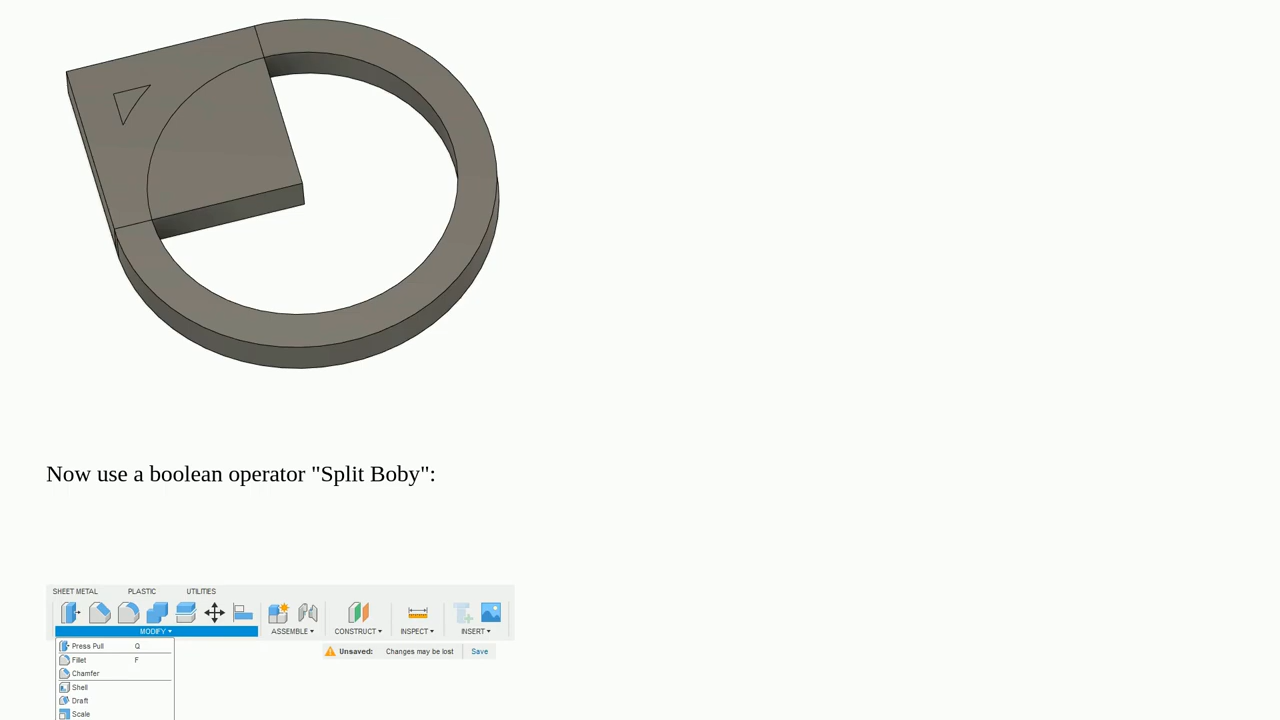 Now use a boolean operator "Split Boby":
SHEET METAL PLASTIC UTILITIES
MODIFY ASSEMBLE CONSTRUCT INSPECT INSERT
Press Pull Q
Unsaved: Changes may be lost Save
Fillet F
Chamfer
Shell
Draft
Scale